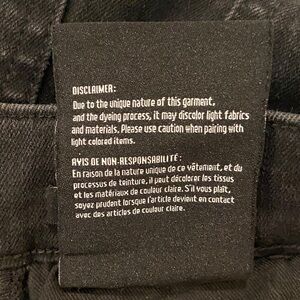 DISCLAIMER:
Due to the unique nature of this garment,
and the dyeing process, it may discolor light fabrics
and materials. Please use caution when pairing with
light colored items.
AVIS DE NON-RESPONSABILITÉ:
En raison de la nature unique de ce vêtement, et du
processus de teinture, il peut décolorer les tissus
et les matériaux de couleur claire. S'il vous plaît,
soyez prudent lorsque l'article devient en contact
avec des articles de couleur claire.